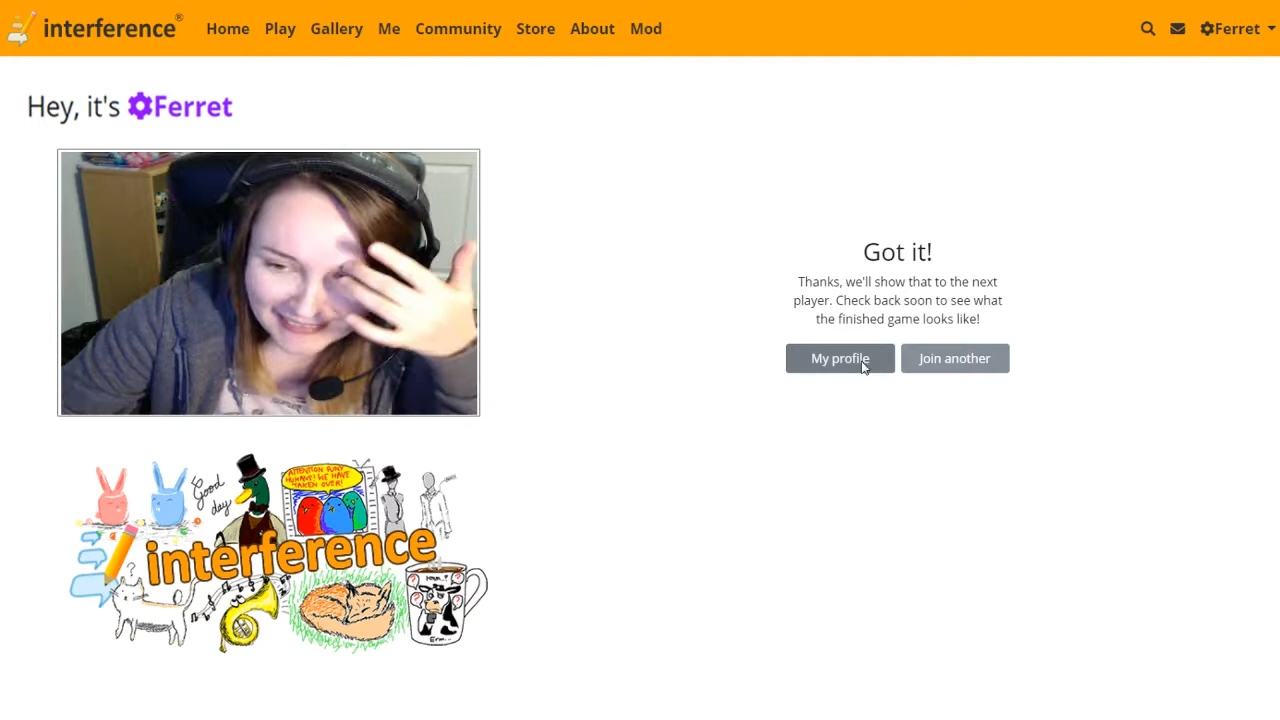 interference®
Home Play Gallery Me Community Store About Mod
Ferret
Hey, it's Ferret
Got it!
Thanks, we'll show that to the next
player. Check back soon to see what
the finished game looks like!
My profile
Join another
Good
day
ATTENTION PUNY
HUMANS! WE HAVE
TAKEN OVER!
interference
?
Erm...